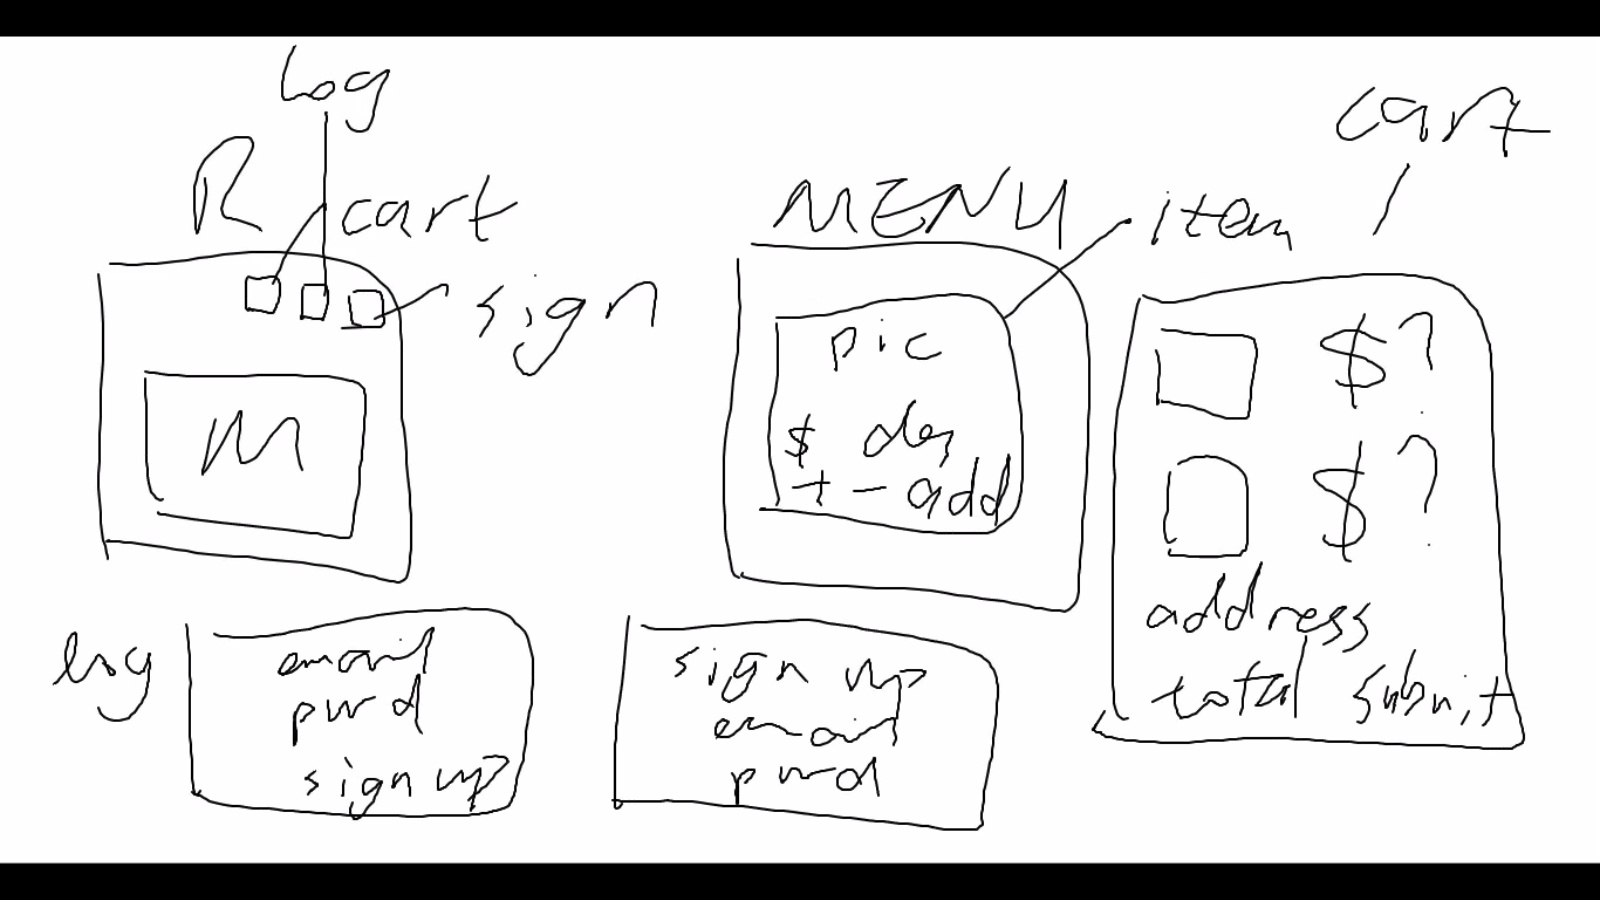 Log
R
cart
sign
M
MENU
item
pic
$ des
+ - add
cart
$?
$?
address
total submit
log
email
pwd
sign up
sign up
email
pwd